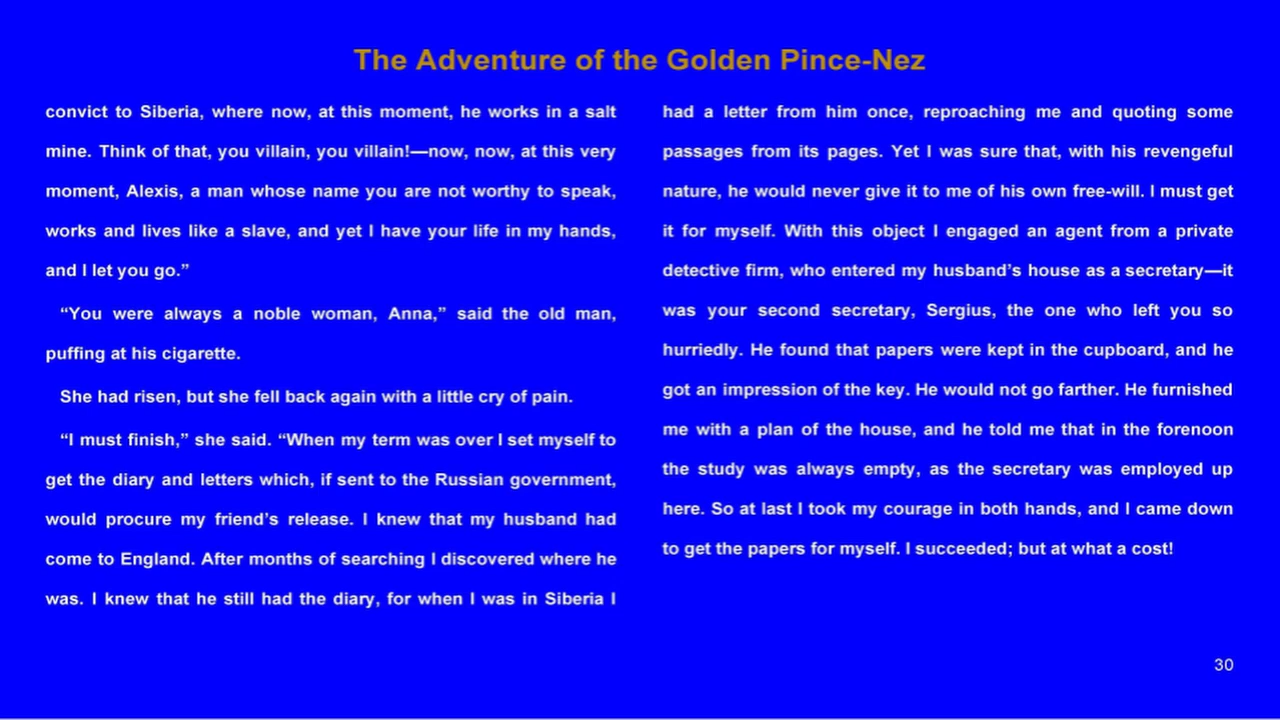 The Adventure of the Golden Pince-Nez
convict to Siberia, where now, at this moment, he works in a salt
mine. Think of that, you villain, you villain!—now, now, at this very
moment, Alexis, a man whose name you are not worthy to speak,
works and lives like a slave, and yet I have your life in my hands,
and I let you go.”
“You were always a noble woman, Anna,” said the old man,
puffing at his cigarette.
She had risen, but she fell back again with a little cry of pain.
“I must finish,” she said. “When my term was over I set myself to
get the diary and letters which, if sent to the Russian government,
would procure my friend’s release. I knew that my husband had
come to England. After months of searching I discovered where he
was. I knew that he still had the diary, for when I was in Siberia I
had a letter from him once, reproaching me and quoting some
passages from its pages. Yet I was sure that, with his revengeful
nature, he would never give it to me of his own free-will. I must get
it for myself. With this object I engaged an agent from a private
detective firm, who entered my husband’s house as a secretary—it
was your second secretary, Sergius, the one who left you so
hurriedly. He found that papers were kept in the cupboard, and he
got an impression of the key. He would not go farther. He furnished
me with a plan of the house, and he told me that in the forenoon
the study was always empty, as the secretary was employed up
here. So at last I took my courage in both hands, and I came down
to get the papers for myself. I succeeded; but at what a cost!
30